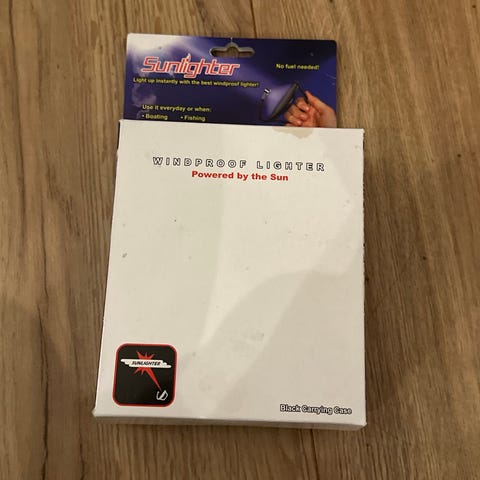 Sunlighter
No fuel needed!
Light up instantly with the best windproof lighter!
Use it everyday or when:
• Boating • Fishing
WINDPROOF LIGHTER
Powered by the Sun
SUNLIGHTER
Black Carrying Case